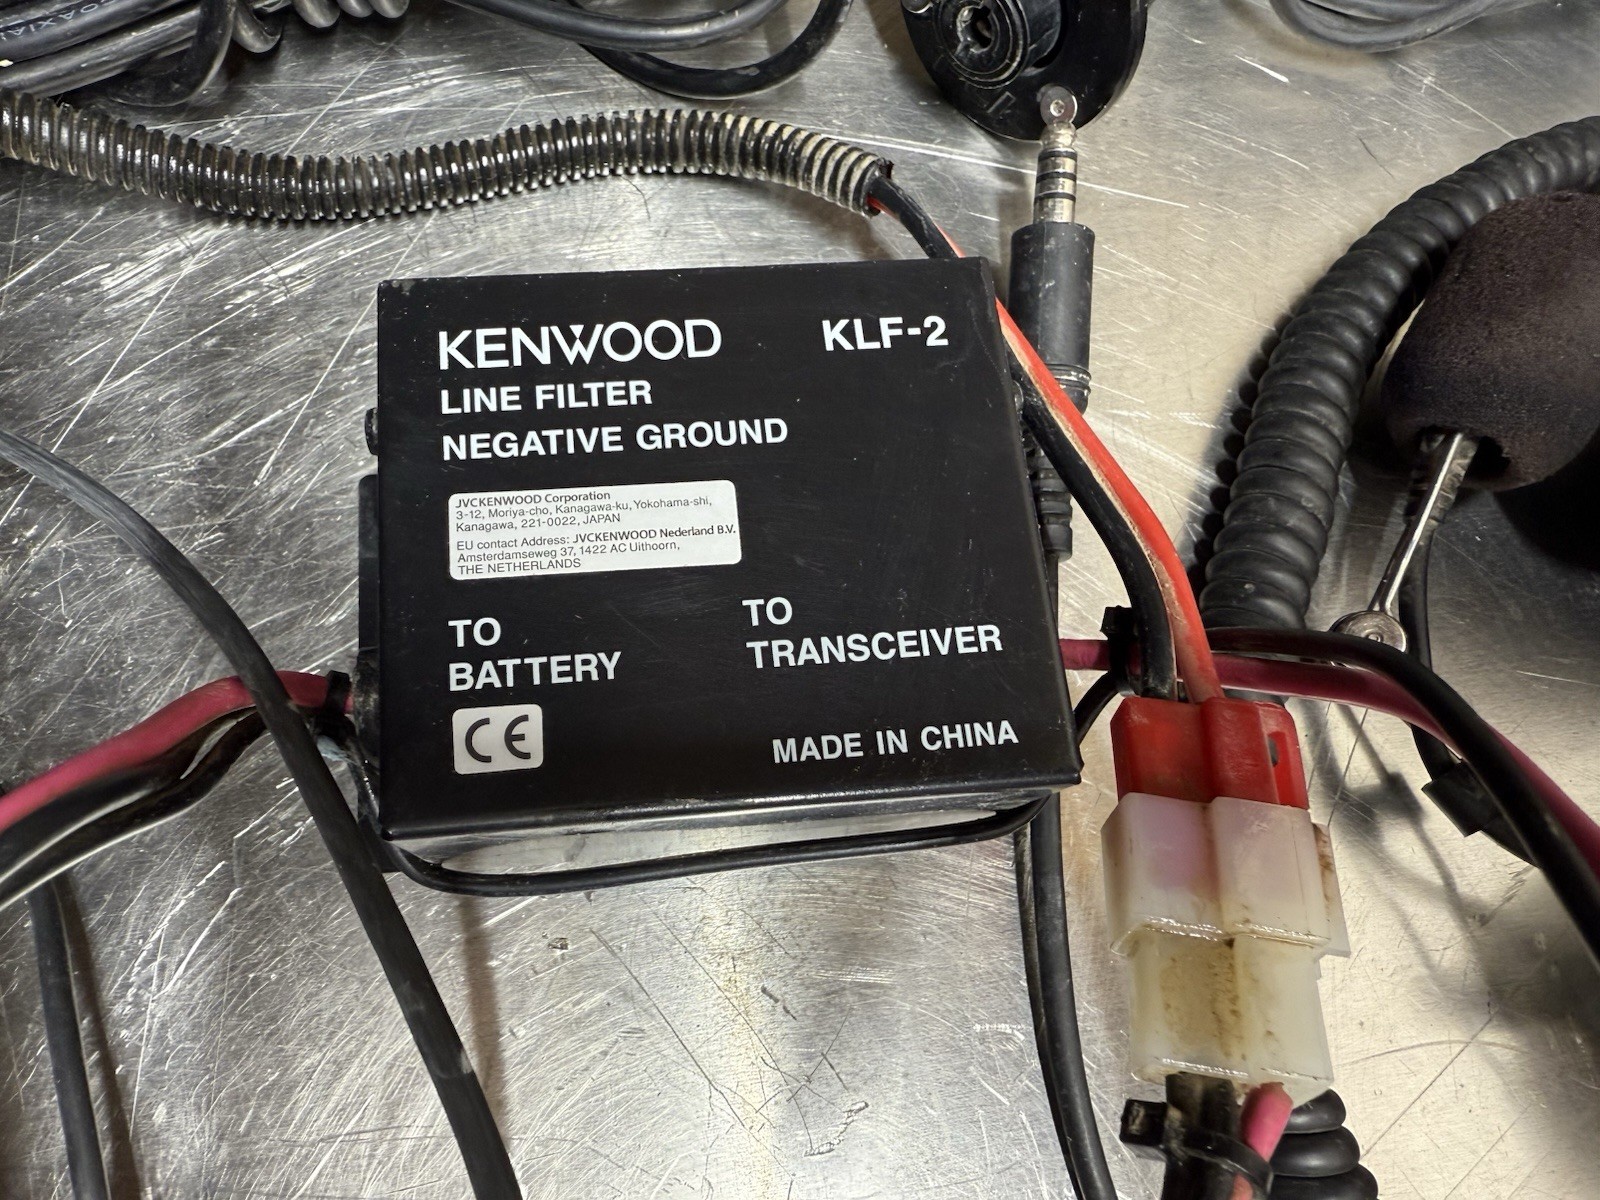 COAXIAL
KENWOOD KLF-2
LINE FILTER
NEGATIVE GROUND
JVCKENWOOD Corporation
3-12, Moriya-cho, Kanagawa-ku, Yokohama-shi,
Kanagawa, 221-0022, JAPAN
EU contact Address: JVCKENWOOD Nederland B.V.
Amsterdamseweg 37, 1422 AC Uithoorn,
THE NETHERLANDS
TO
BATTERY
TO
TRANSCEIVER
CE
MADE IN CHINA